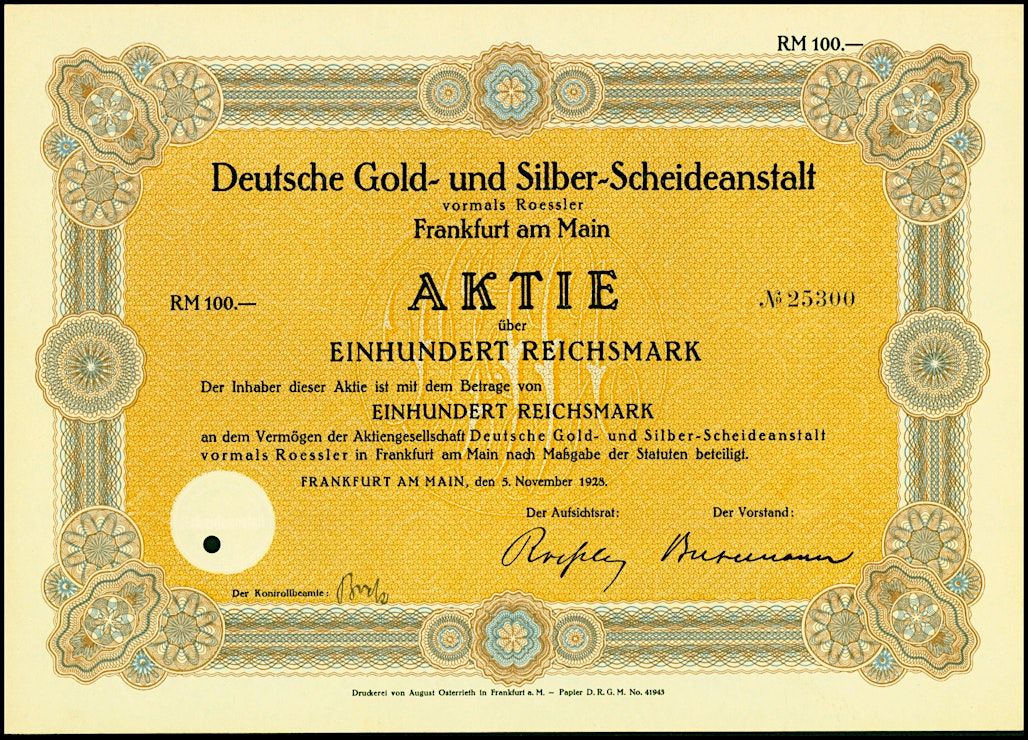 RM 100.—
Deutsche Gold- und Silber-Scheideanstalt
vormals Roessler
Frankfurt am Main
AKTIE
RM 100.—
№ 25300
über
EINHUNDERT REICHSMARK
Der Inhaber dieser Aktie ist mit dem Betrage von
EINHUNDERT REICHSMARK
an dem Vermögen der Aktiengesellschaft Deutsche Gold- und Silber-Scheideanstalt
vormals Roessler in Frankfurt am Main nach Maßgabe der Statuten beteiligt.
FRANKFURT AM MAIN, den 5. November 1928.
Der Aufsichtsrat:
Der Vorstand:
Der Kontrollbeamte:
Druckerei von August Osterrieth in Frankfurt a. M. – Papier D. R. G. M. No. 41943